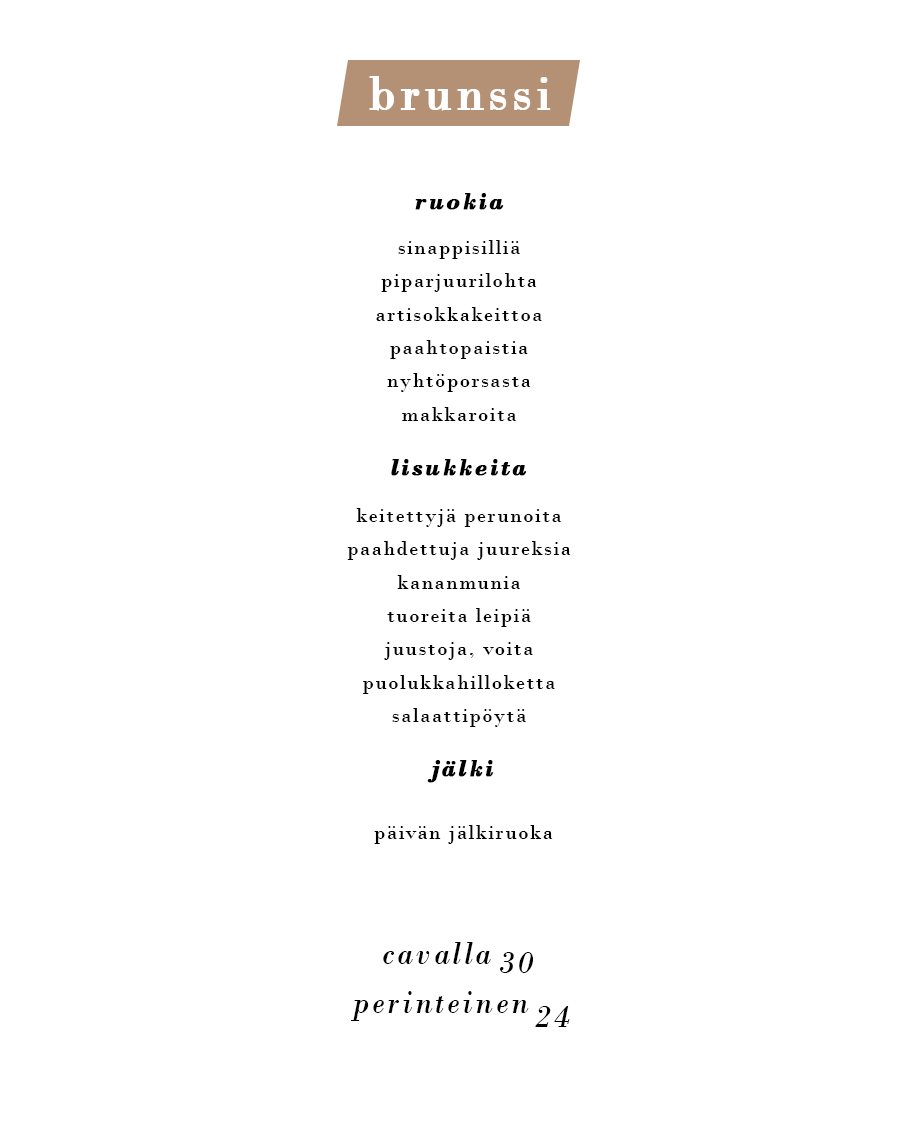 brunssi
ruokia
sinappisilliä
piparjuurilohta
artisokkakeittoa
paahtopaistia
nyhtöporsasta
makkaroita
lisukkeita
keitettyjä perunoita
paahdettuja juureksia
kananmunia
tuoreita leipiä
juustoja, voita
puolukkahilloketta
salaattipöytä
jälki
päivän jälkiruoka
cavalla 30
perinteinen 24